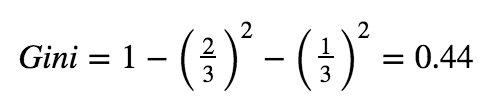 Gini = 1 − (2/3)² − (1/3)² = 0.44